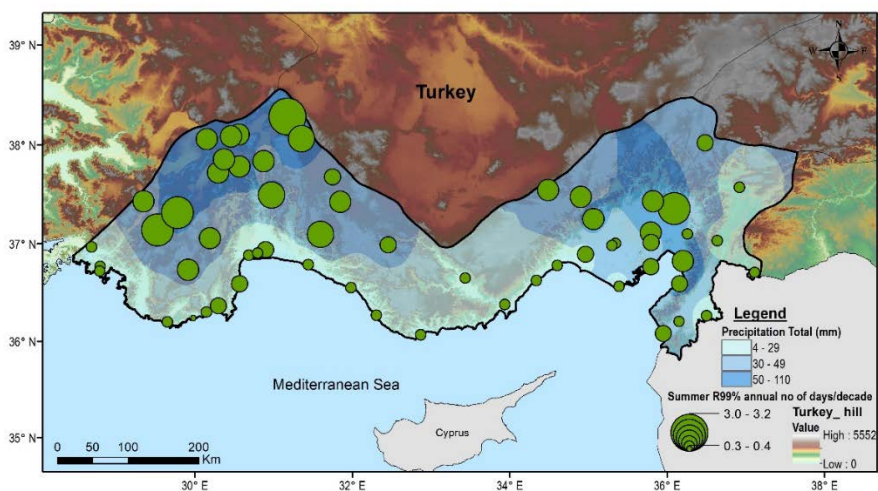 39° N
38° N
37° N
36° N
35° N
Turkey
N
W
E
S
Mediterranean Sea
Cyprus
0 50 100 200
Km
30° E
32° E
34° E
36° E
38° E
Legend
Precipitation Total (mm)
4 - 29
30 - 49
50 - 110
Summer R99% annual no of days/decade
3.0 - 3.2
0.3 - 0.4
Turkey_ hill
Value
High : 5552
Low : 0